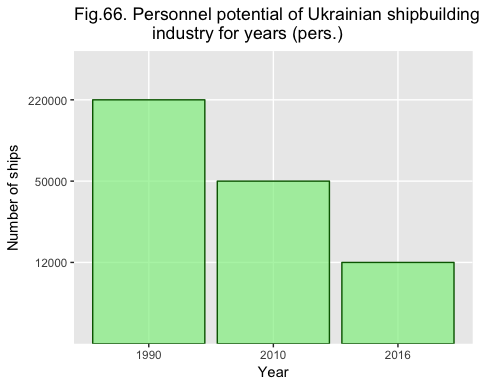 Fig.66. Personnel potential of Ukrainian shipbuilding
industry for years (pers.)
220000
50000
12000
Number of ships
1990 2010 2016
Year